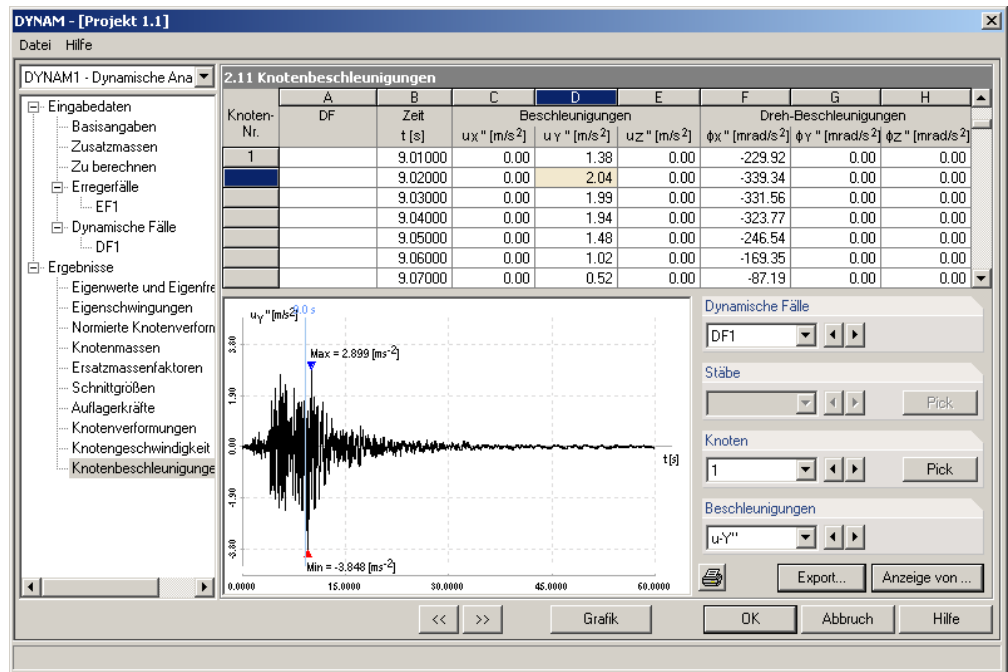 DYNAM - [Projekt 1.1]
Datei Hilfe
DYNAM1 - Dynamische Ana
Eingabedaten
Basisangaben
Zusatzmassen
Zu berechnen
Erregerfälle
EF1
Dynamische Fälle
DF1
Ergebnisse
Eigenwerte und Eigenfre
Eigenschwingungen
Normierte Knotenverform
Knotenmassen
Ersatzmassenfaktoren
Schnittgrößen
Auflagerkräfte
Knotenverformungen
Knotengeschwindigkeit
Knotenbeschleunigunge
2.11 Knotenbeschleunigungen
A B C D E F G H
Knoten- DF Zeit Beschleunigungen Dreh-Beschleunigungen
Nr. t [s] uX'' [m/s²] uY'' [m/s²] uZ'' [m/s²] ϕX'' [mrad/s²] ϕY'' [mrad/s²] ϕZ'' [mrad/s²]
1 9.01000 0.00 1.38 0.00 -229.92 0.00 0.00
9.02000 0.00 2.04 0.00 -339.34 0.00 0.00
9.03000 0.00 1.99 0.00 -331.56 0.00 0.00
9.04000 0.00 1.94 0.00 -323.77 0.00 0.00
9.05000 0.00 1.48 0.00 -246.54 0.00 0.00
9.06000 0.00 1.02 0.00 -169.35 0.00 0.00
9.07000 0.00 0.52 0.00 -87.19 0.00 0.00
uY'' [m/s²]
9.0 s
Max = 2.899 [ms⁻²]
3.80
1.90
0.00
-1.90
-3.80
t[s]
Min = -3.848 [ms⁻²]
0.0000 15.0000 30.0000 45.0000 60.0000
Dynamische Fälle
DF1
Stäbe
Pick
Knoten
1
Pick
Beschleunigungen
u-Y''
Export... Anzeige von ...
<< >> Grafik OK Abbruch Hilfe